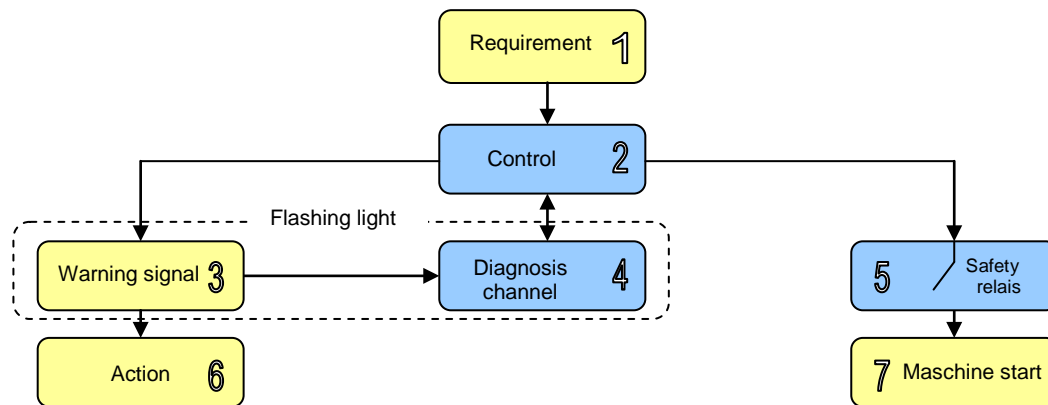 Requirement 1
Control 2
Flashing light
Warning signal 3
Diagnosis
channel 4
5 Safety
relais
Action 6
7 Maschine start